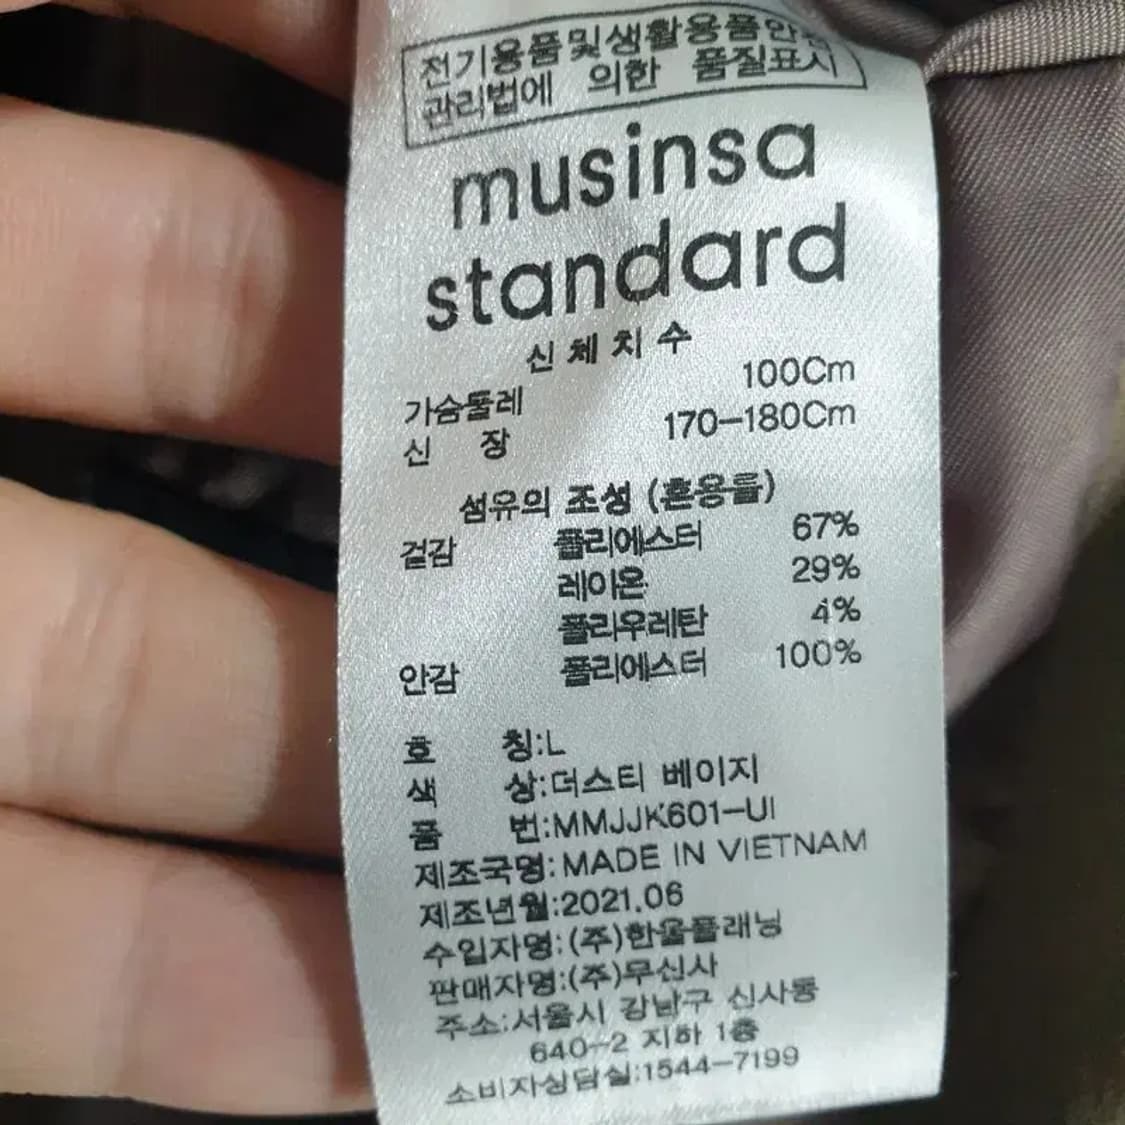 전기용품및생활용품안전
관리법에 의한 품질표시
musinsa
standard
신체치수
가슴둘레 100Cm
신 장 170-180Cm
섬유의 조성 (혼용률)
겉감 폴리에스터 67%
레이온 29%
폴리우레탄 4%
안감 폴리에스터 100%
호 칭:L
색 상:더스티 베이지
품 번:MMJJK601-UI
제조국명:MADE IN VIETNAM
제조년월:2021.06
수입자명:(주)한울플래닝
판매자명:(주)무신사
주소:서울시 강남구 신사동
640-2 지하 1층
소비자상담실:1544-7199